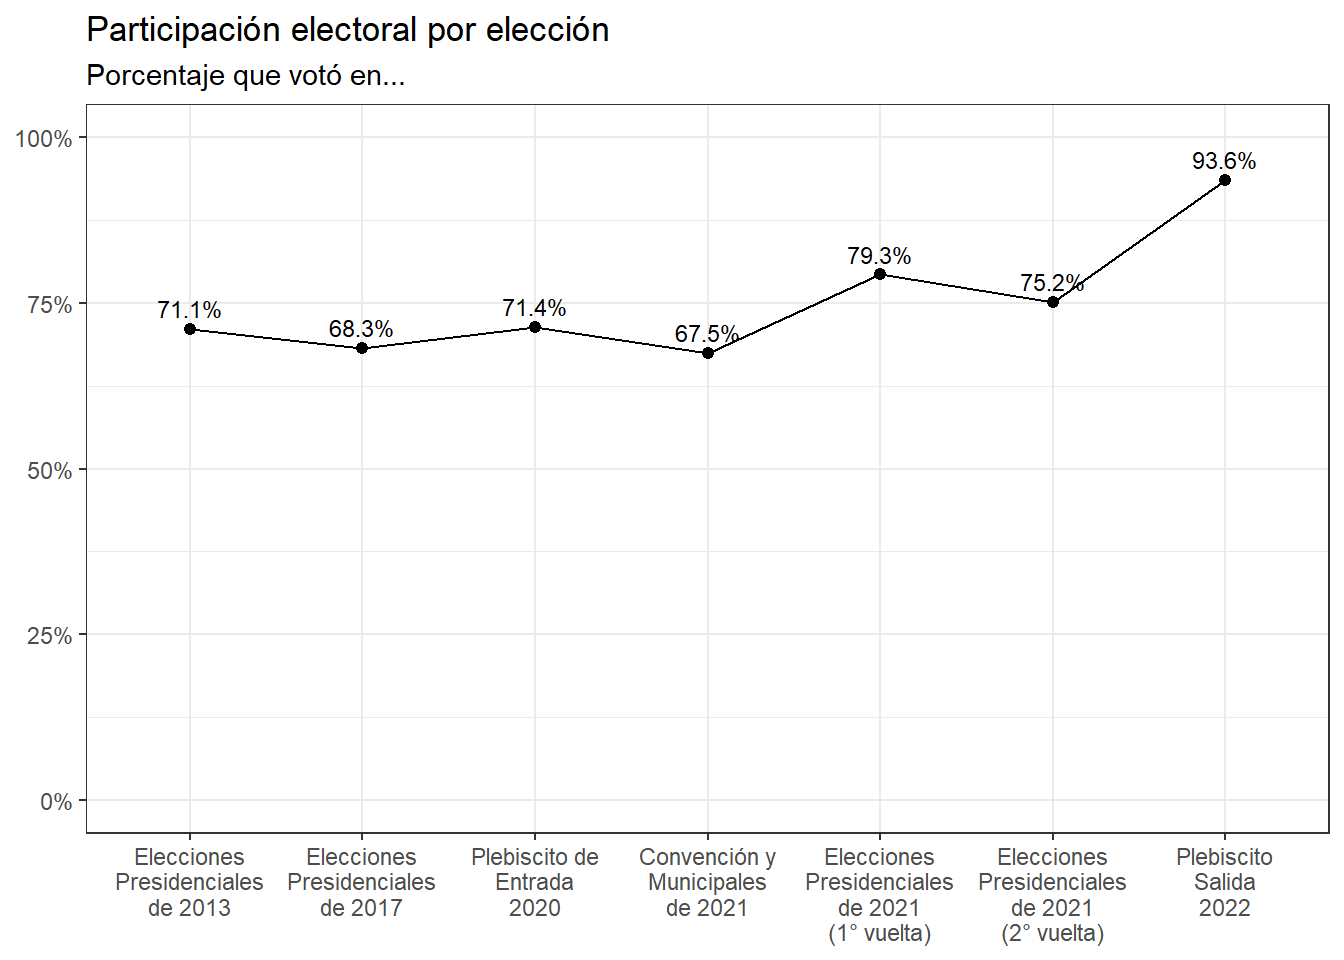 Participación electoral por elección
Porcentaje que votó en...
100%
75%
50%
25%
0%
71.1%
68.3%
71.4%
67.5%
79.3%
75.2%
93.6%
Elecciones
Presidenciales
de 2013
Elecciones
Presidenciales
de 2017
Plebiscito de
Entrada
2020
Convención y
Municipales
de 2021
Elecciones
Presidenciales
de 2021
(1° vuelta)
Elecciones
Presidenciales
de 2021
(2° vuelta)
Plebiscito
Salida
2022